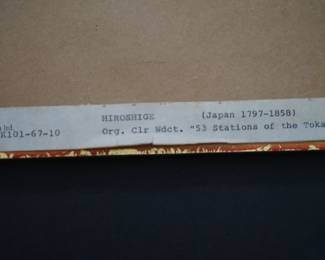 HIROSHIGE (Japan 1797-1858)
K101-67-10 Org. Clr Wdct. "53 Stations of the Toka